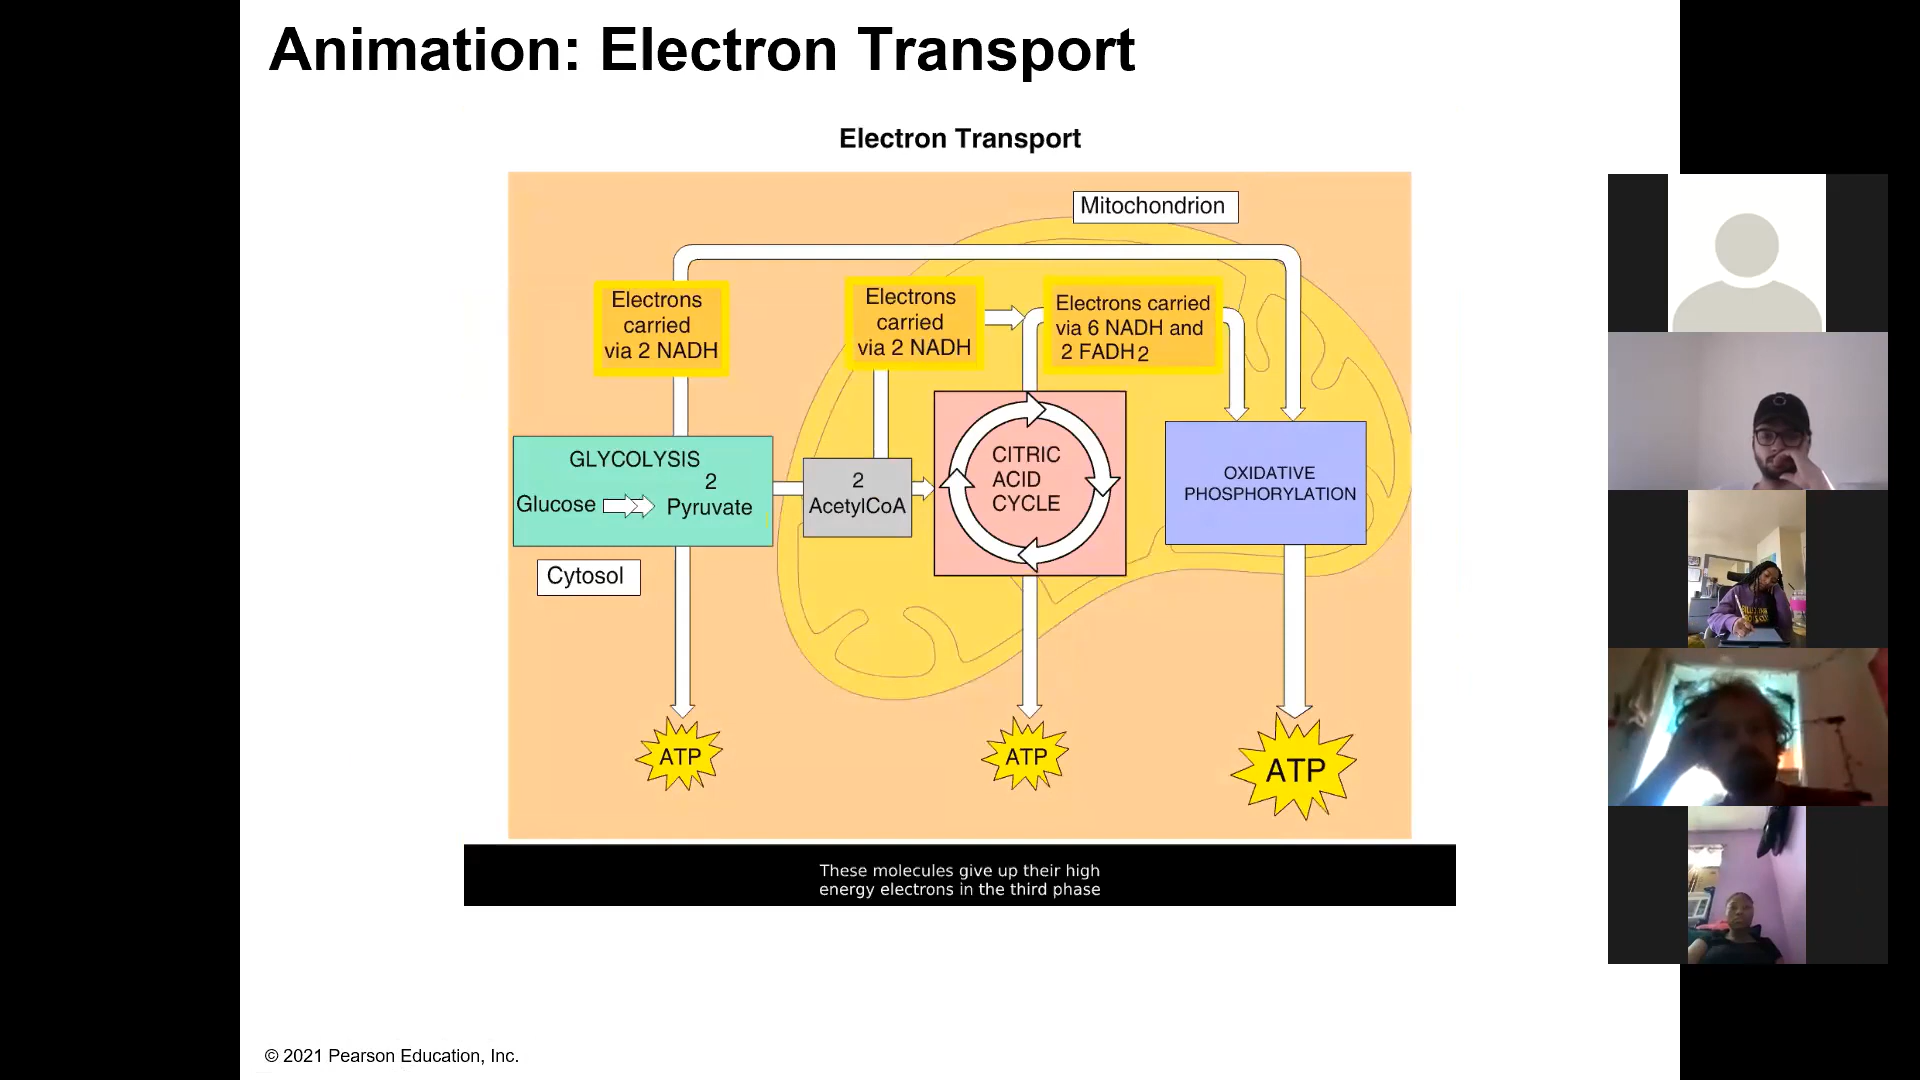 Animation: Electron Transport
Electron Transport
Mitochondrion
Electrons
carried
via 2 NADH
Electrons
carried
via 2 NADH
Electrons carried
via 6 NADH and
2 FADH2
GLYCOLYSIS
Glucose
2
Pyruvate
2
AcetylCoA
CITRIC
ACID
CYCLE
OXIDATIVE
PHOSPHORYLATION
Cytosol
ATP
ATP
ATP
These molecules give up their high
energy electrons in the third phase
© 2021 Pearson Education, Inc.